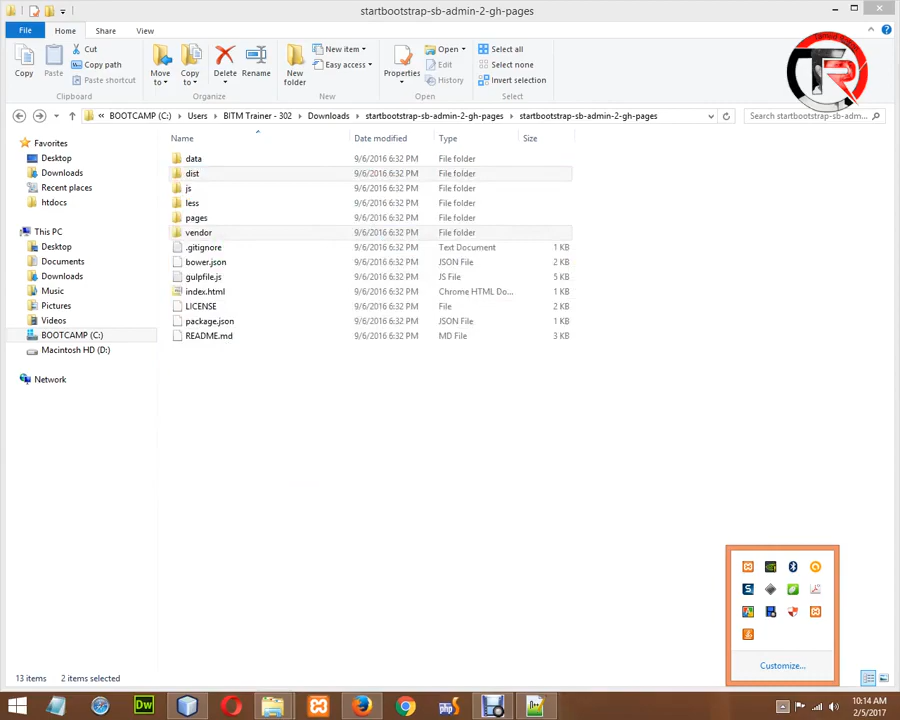 startbootstrap-sb-admin-2-gh-pages
File Home Share View
Copy
Paste
Cut
Copy path
Paste shortcut
Clipboard
Move to
Copy to
Delete
Rename
Organize
New folder
New item
Easy access
New
Properties
Open
Edit
History
Open
Select all
Select none
Invert selection
Select
« BOOTCAMP (C:) Users BITM Trainer - 302 Downloads startbootstrap-sb-admin-2-gh-pages startbootstrap-sb-admin-2-gh-pages
Search startbootstrap-sb-adm...
Favorites
Desktop
Downloads
Recent places
htdocs
This PC
Desktop
Documents
Downloads
Music
Pictures
Videos
BOOTCAMP (C:)
Macintosh HD (D:)
Network
Name Date modified Type Size
data 9/6/2016 6:32 PM File folder
dist 9/6/2016 6:32 PM File folder
js 9/6/2016 6:32 PM File folder
less 9/6/2016 6:32 PM File folder
pages 9/6/2016 6:32 PM File folder
vendor 9/6/2016 6:32 PM File folder
.gitignore 9/6/2016 6:32 PM Text Document 1 KB
bower.json 9/6/2016 6:32 PM JSON File 2 KB
gulpfile.js 9/6/2016 6:32 PM JS File 5 KB
index.html 9/6/2016 6:32 PM Chrome HTML Do... 1 KB
LICENSE 9/6/2016 6:32 PM File 2 KB
package.json 9/6/2016 6:32 PM JSON File 1 KB
README.md 9/6/2016 6:32 PM MD File 3 KB
Customize...
13 items 2 items selected
Dw
php
10:14 AM
2/5/2017